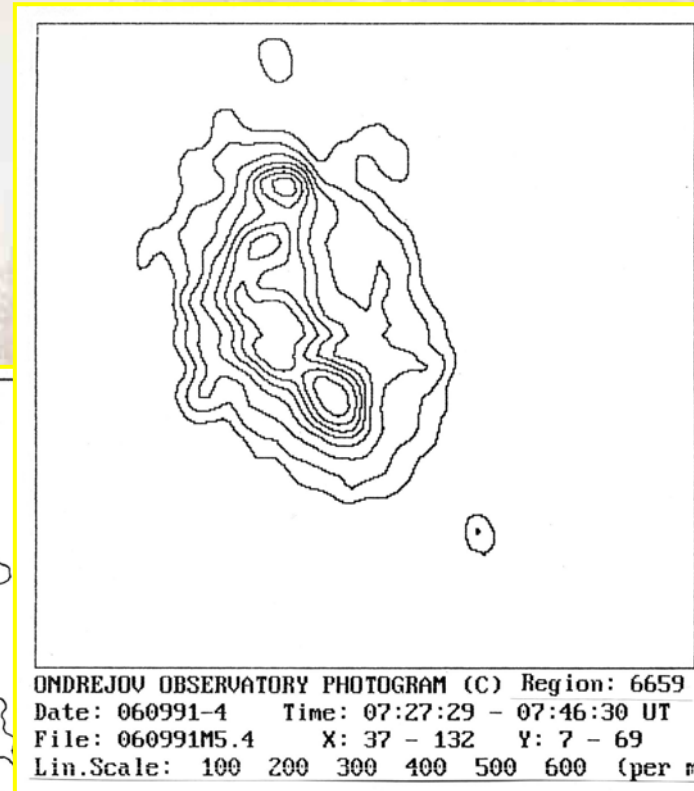 ONDREJOV OBSERVATORY PHOTOGRAM (C) Region: 6659
Date: 060991-4 Time: 07:27:29 - 07:46:30 UT
File: 060991M5.4 X: 37 - 132 Y: 7 - 69
Lin.Scale: 100 200 300 400 500 600 (per m